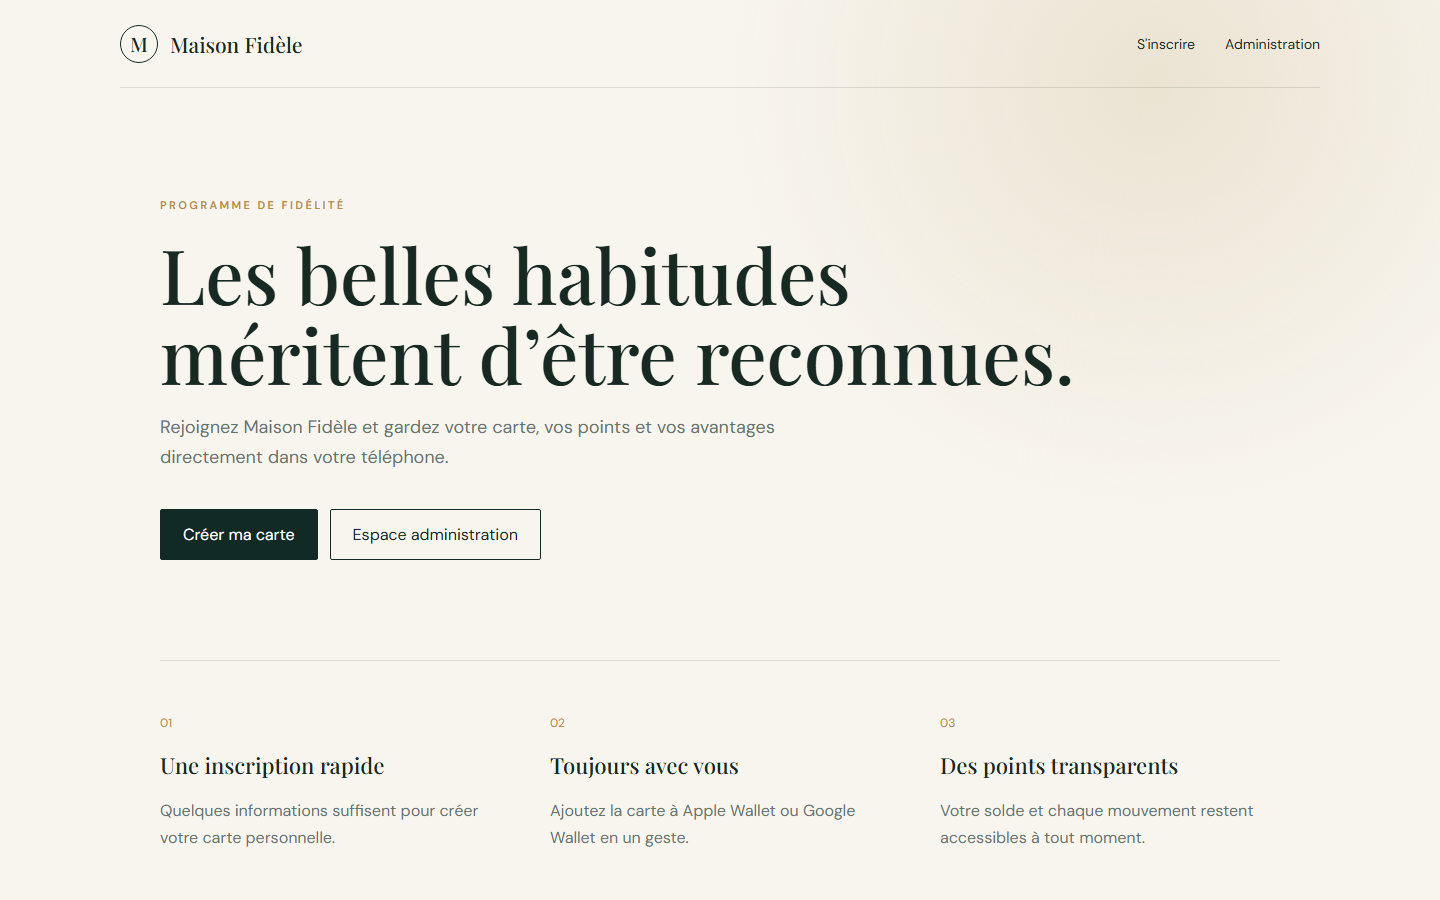 M Maison Fidèle
S'inscrire Administration
PROGRAMME DE FIDÉLITÉ
Les belles habitudes
méritent d’être reconnues.
Rejoignez Maison Fidèle et gardez votre carte, vos points et vos avantages
directement dans votre téléphone.
Créer ma carte
Espace administration
01
Une inscription rapide
Quelques informations suffisent pour créer
votre carte personnelle.
02
Toujours avec vous
Ajoutez la carte à Apple Wallet ou Google
Wallet en un geste.
03
Des points transparents
Votre solde et chaque mouvement restent
accessibles à tout moment.